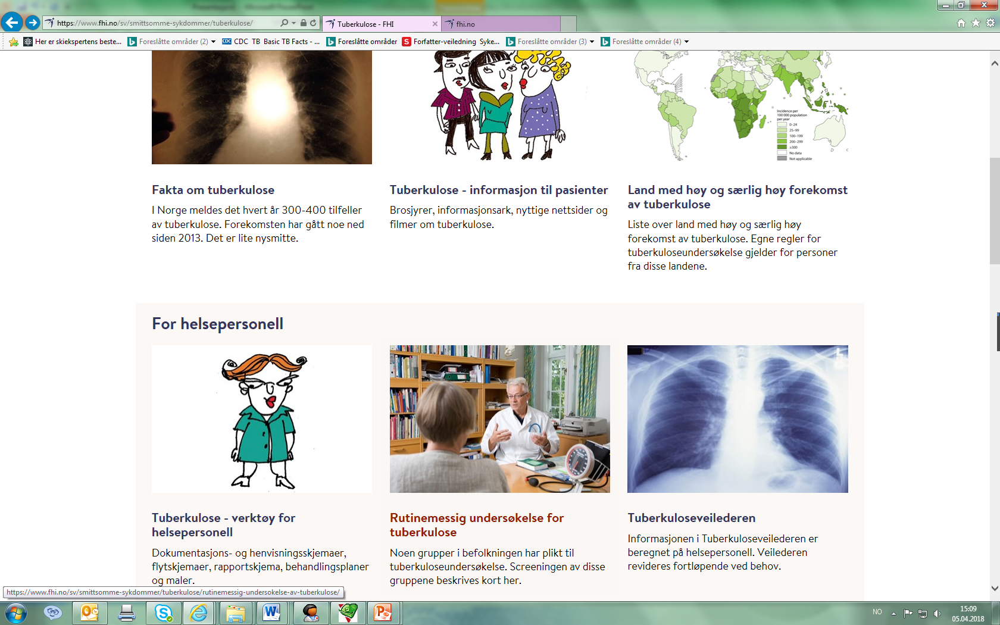 https://www.fhi.no/sv/smittsomme-sykdommer/tuberkulose/
Tuberkulose - FHI
fhi.no
Her er skiekspertens beste...
Foreslåtte områder (2)
CDC TB Basic TB Facts - ...
Foreslåtte områder
Forfatter-veiledning Syke...
Foreslåtte områder (3)
Foreslåtte områder (4)
Incidence per
100 000 population
per year
0–24
25–99
100–199
200–299
≥300
No data
Not applicable
Fakta om tuberkulose
I Norge meldes det hvert år 300-400 tilfeller
av tuberkulose. Forekomsten har gått noe ned
siden 2013. Det er lite nysmitte.
Tuberkulose - informasjon til pasienter
Brosjyrer, informasjonsark, nyttige nettsider og
filmer om tuberkulose.
Land med høy og særlig høy forekomst
av tuberkulose
Liste over land med høy og særlig høy
forekomst av tuberkulose. Egne regler for
tuberkuloseundersøkelse gjelder for personer
fra disse landene.
For helsepersonell
Tuberkulose - verktøy for
helsepersonell
Dokumentasjons- og henvisningsskjemaer,
flytskjemaer, rapportskjema, behandlingsplaner
og maler.
Rutinemessig undersøkelse for
tuberkulose
Noen grupper i befolkningen har plikt til
tuberkuloseundersøkelse. Screeningen av disse
gruppene beskrives kort her.
Tuberkuloseveilederen
Informasjonen i Tuberkuloseveilederen er
beregnet på helsepersonell. Veilederen
revideres fortløpende ved behov.
https://www.fhi.no/sv/smittsomme-sykdommer/tuberkulose/rutinemessig-undersokelse-av-tuberkulose/
NO
15:09
05.04.2018